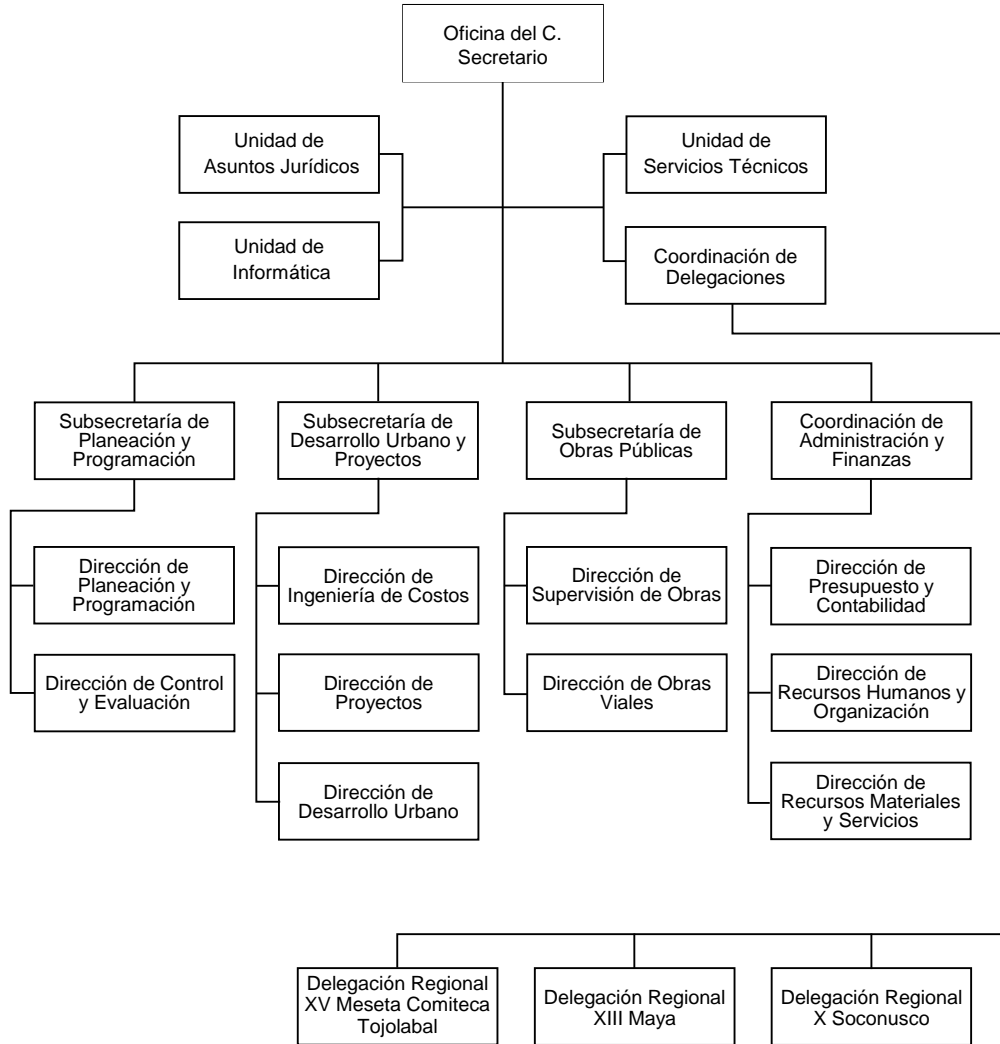 Oficina del C.
Secretario
Unidad de
Asuntos Jurídicos
Unidad de
Servicios Técnicos
Unidad de
Informática
Coordinación de
Delegaciones
Subsecretaría de
Planeación y
Programación
Subsecretaría de
Desarrollo Urbano y
Proyectos
Subsecretaría de
Obras Públicas
Coordinación de
Administración y
Finanzas
Dirección de
Planeación y
Programación
Dirección de
Ingeniería de Costos
Dirección de
Supervisión de Obras
Dirección de
Presupuesto y
Contabilidad
Dirección de Control
y Evaluación
Dirección de
Proyectos
Dirección de Obras
Viales
Dirección de
Recursos Humanos y
Organización
Dirección de
Desarrollo Urbano
Dirección de
Recursos Materiales
y Servicios
Delegación Regional
XV Meseta Comiteca
Tojolabal
Delegación Regional
XIII Maya
Delegación Regional
X Soconusco